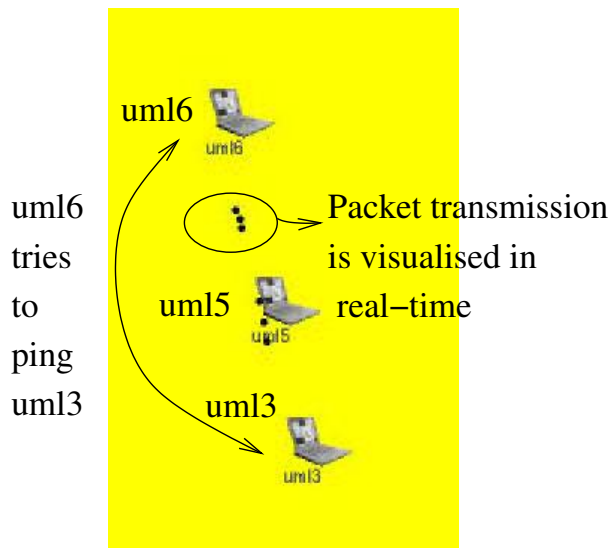 uml6
uml6
uml6
tries
to
ping
uml3
Packet transmission
is visualised in
real−time
uml5
uml5
uml3
uml3